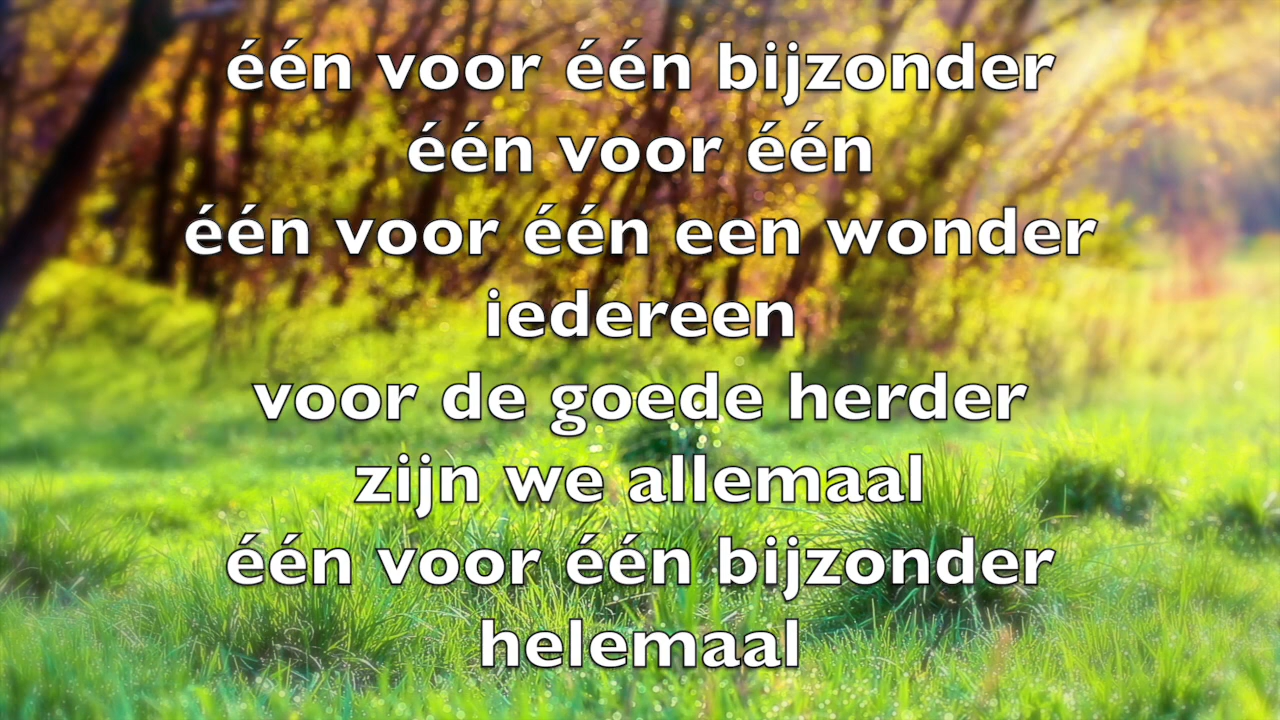 één voor één bijzonder
één voor één
één voor één een wonder
iedereen
voor de goede herder
zijn we allemaal
één voor één bijzonder
helemaal